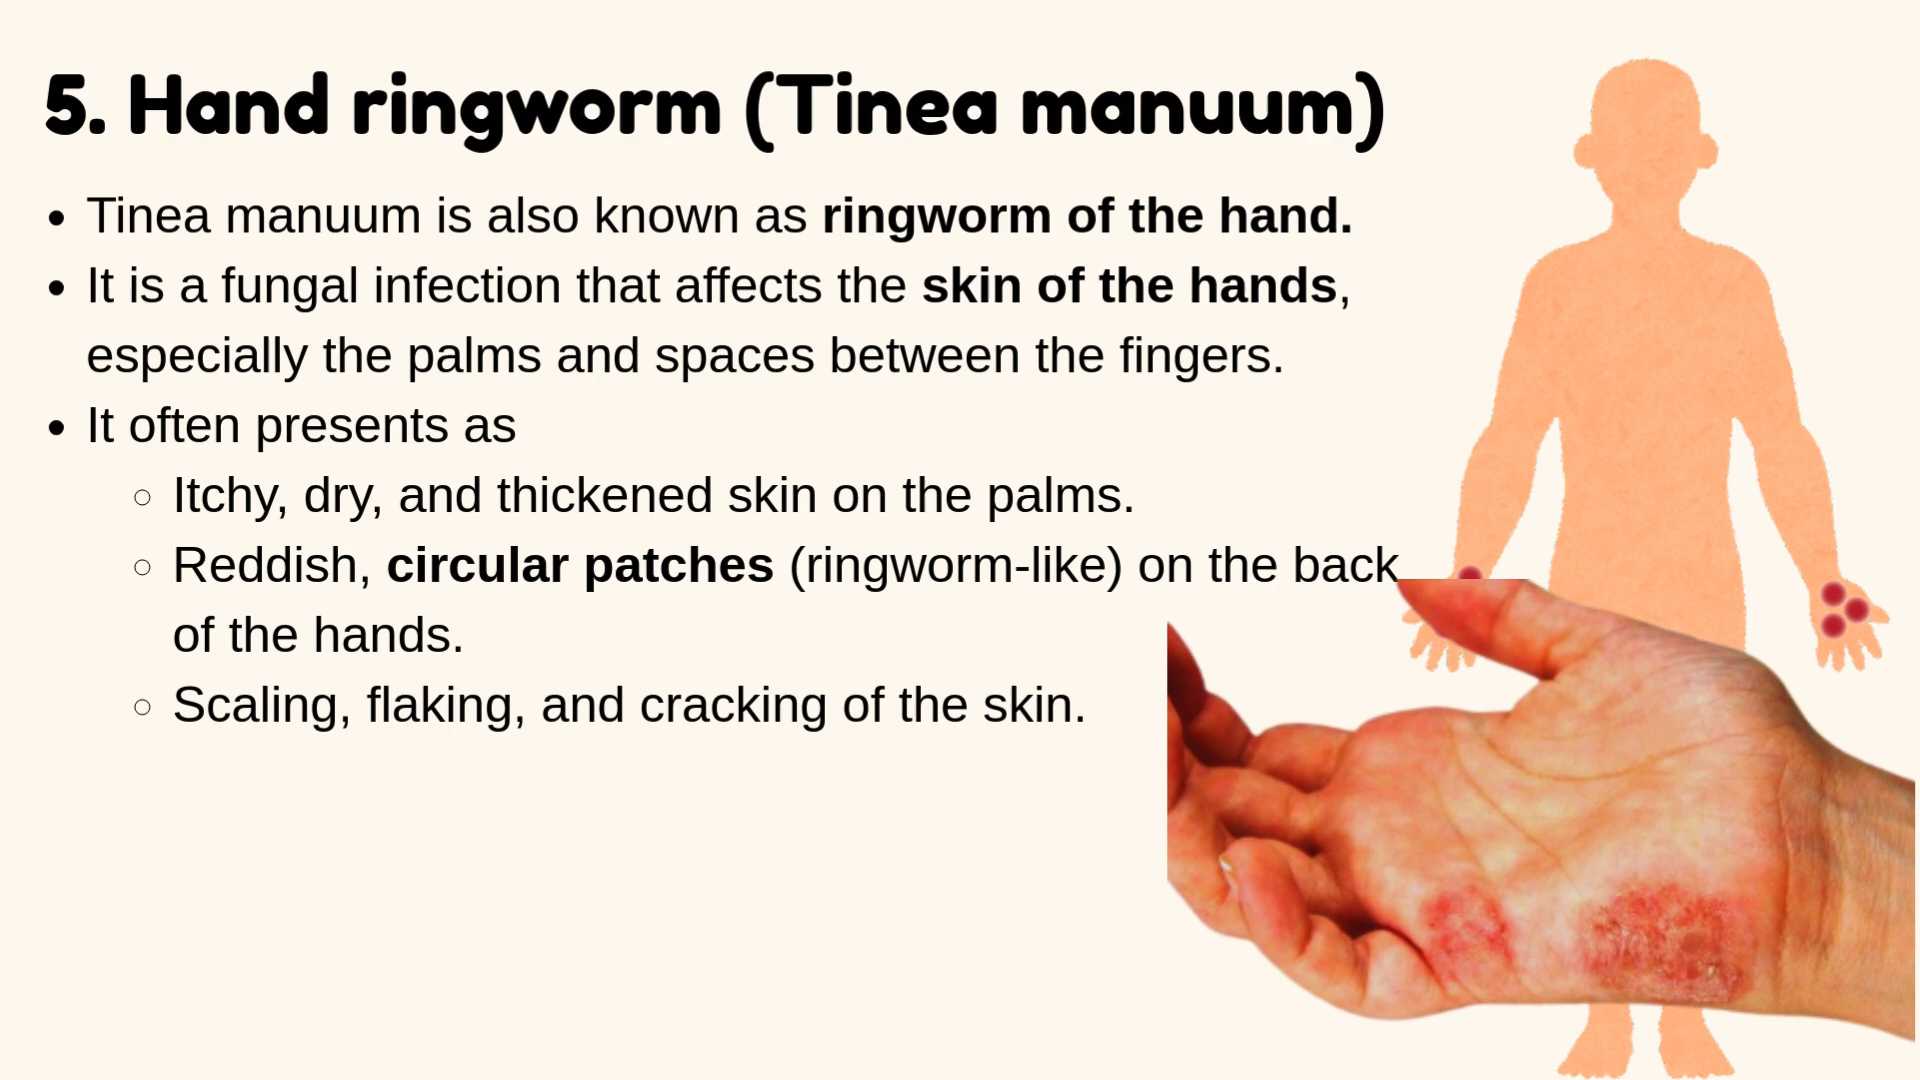 5. Hand ringworm (Tinea manuum)
• Tinea manuum is also known as ringworm of the hand.
• It is a fungal infection that affects the skin of the hands,
especially the palms and spaces between the fingers.
• It often presents as
○ Itchy, dry, and thickened skin on the palms.
○ Reddish, circular patches (ringworm-like) on the back
of the hands.
○ Scaling, flaking, and cracking of the skin.